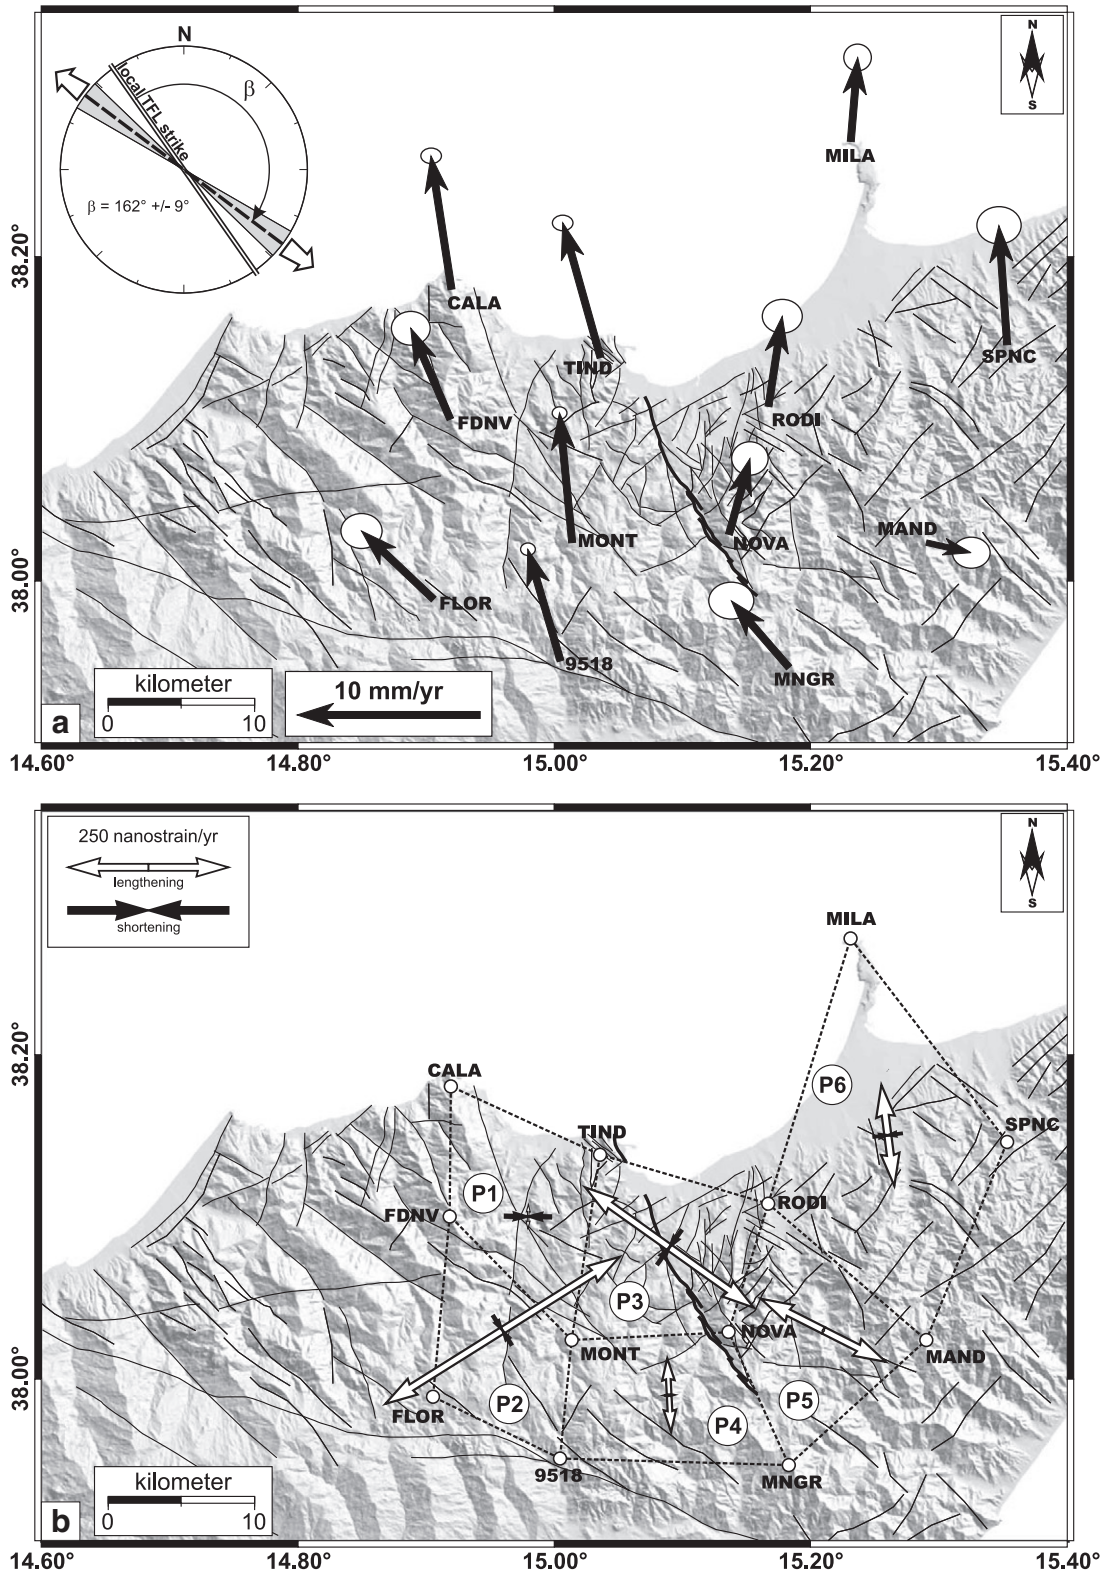 N
local TFL strike
β
β = 162° +/- 9°
N
S
MILA
38.20°
CALA
SPNC
TIND
FDNV
RODI
MAND
MONT
NOVA
38.00°
FLOR
9518
MNGR
kilometer
0 10
10 mm/yr
a
14.60° 14.80° 15.00° 15.20° 15.40°
250 nanostrain/yr
lengthening
shortening
N
S
MILA
38.20°
CALA
P6
SPNC
TIND
P1
RODI
FDNV
P3
NOVA
MONT
MAND
38.00°
P2
P5
FLOR
P4
9518
MNGR
kilometer
0 10
b
14.60° 14.80° 15.00° 15.20° 15.40°